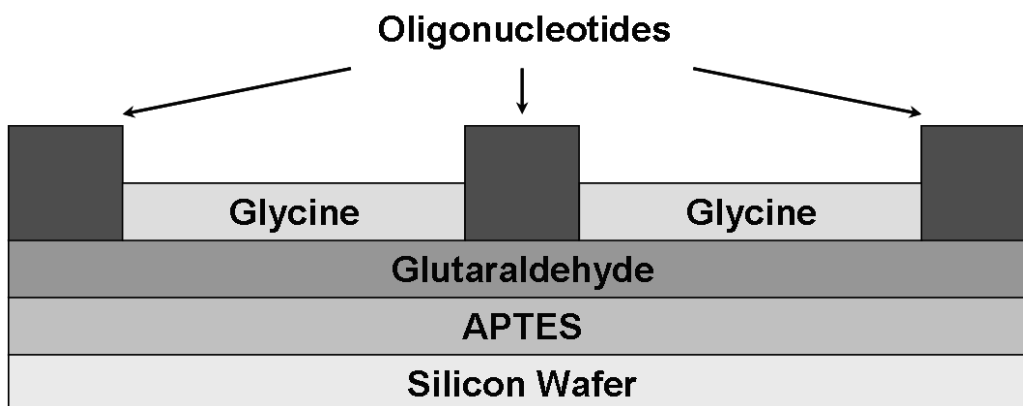 Oligonucleotides
Glycine Glycine
Glutaraldehyde
APTES
Silicon Wafer